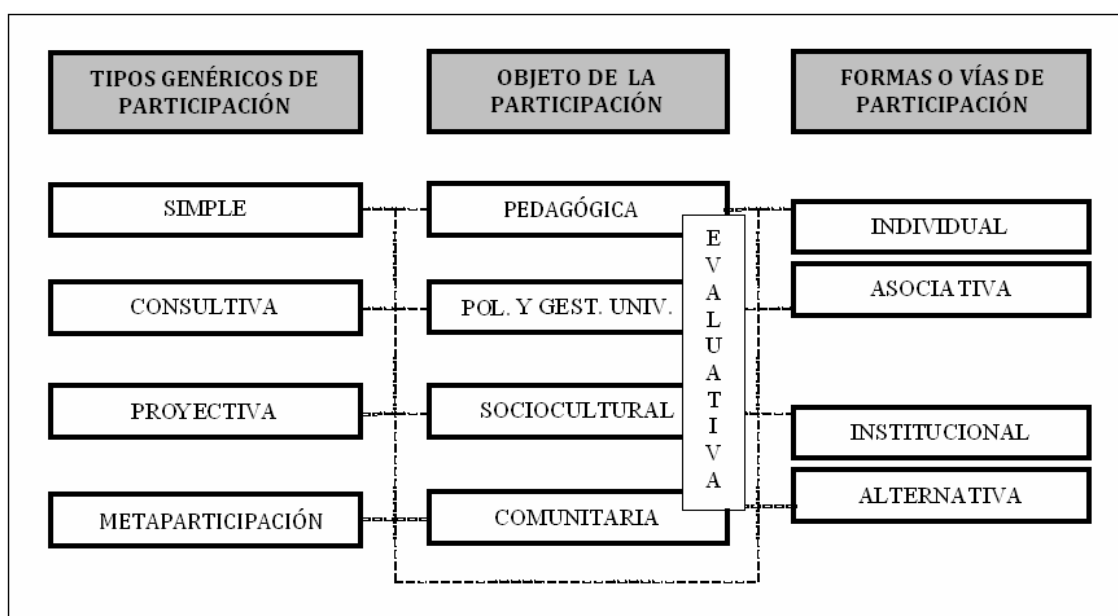 TIPOS GENÉRICOS DE
PARTICIPACIÓN
OBJETO DE LA
PARTICIPACIÓN
FORMAS O VÍAS DE
PARTICIPACIÓN
SIMPLE
CONSULTIVA
PROYECTIVA
METAPARTICIPACIÓN
PEDAGÓGICA
POL. Y GEST. UNIV.
SOCIOCULTURAL
COMUNITARIA
EVALUATIVA
INDIVIDUAL
ASOCIATIVA
INSTITUCIONAL
ALTERNATIVA